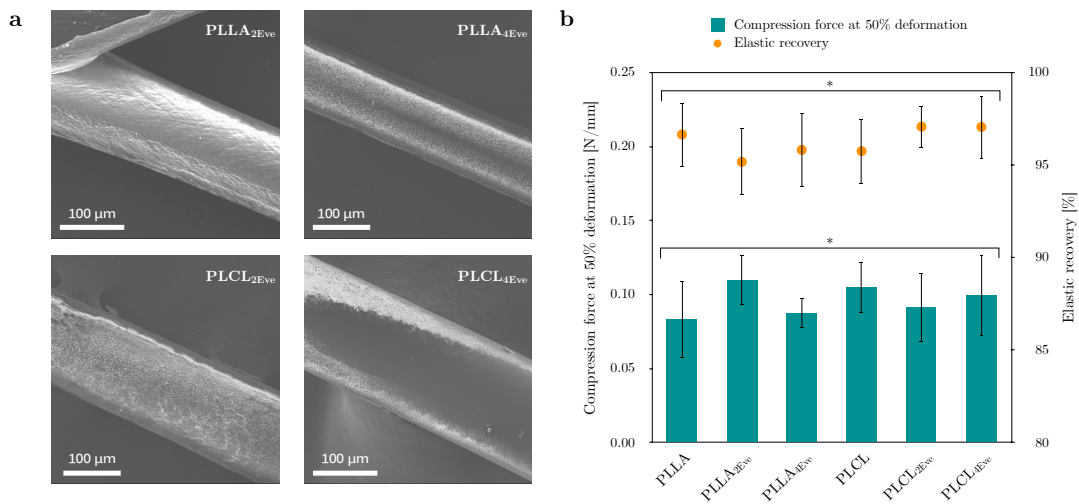 a
PLLA2Eve
100 µm
PLLA4Eve
100 µm
PLCL2Eve
100 µm
PLCL4Eve
100 µm
b
Compression force at 50% deformation
Elastic recovery
Compression force at 50% deformation [N/mm]
0.25
0.20
0.15
0.10
0.05
0.00
*
*
100
95
90
85
80
Elastic recovery [%]
PLLA
PLLA2Eve
PLLA4Eve
PLCL
PLCL2Eve
PLCL4Eve